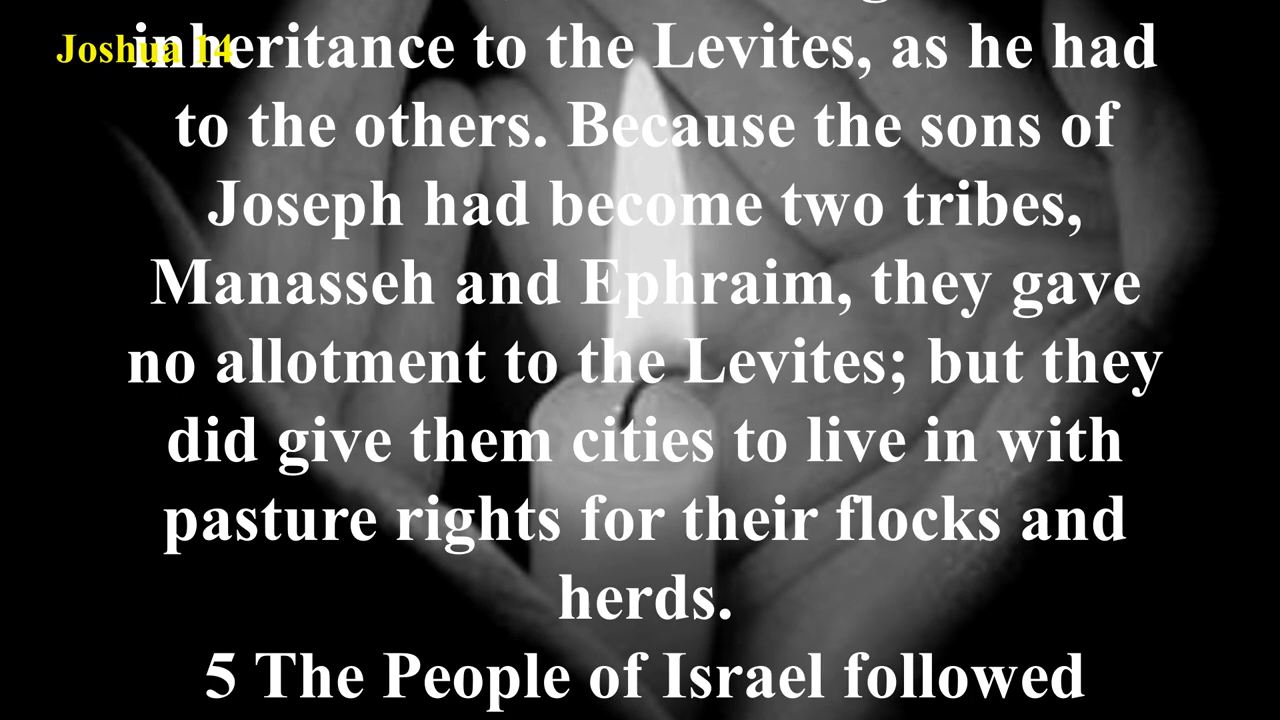 Joshua 14
inheritance to the Levites, as he had
to the others. Because the sons of
Joseph had become two tribes,
Manasseh and Ephraim, they gave
no allotment to the Levites; but they
did give them cities to live in with
pasture rights for their flocks and
herds.
5 The People of Israel followed